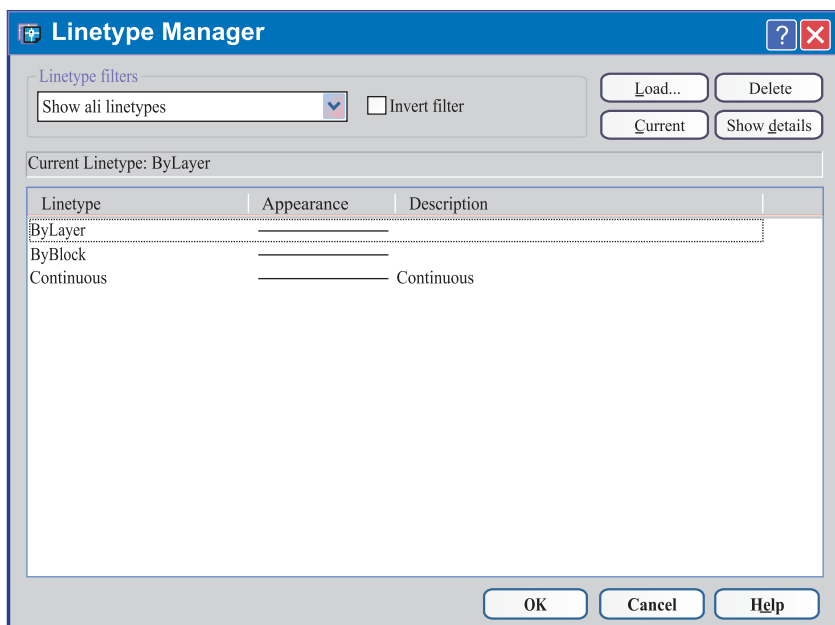 Linetype Manager
?
Linetype filters
Show ali linetypes
Invert filter
Load...
Delete
Current
Show details
Current Linetype: ByLayer
Linetype Appearance Description
ByLayer
ByBlock
Continuous Continuous
OK Cancel Help